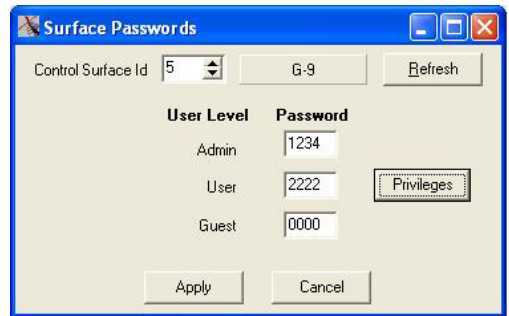 Surface Passwords
Control Surface Id 5 G-9 Refresh
User Level Password
Admin 1234
User 2222 Privileges
Guest 0000
Apply Cancel